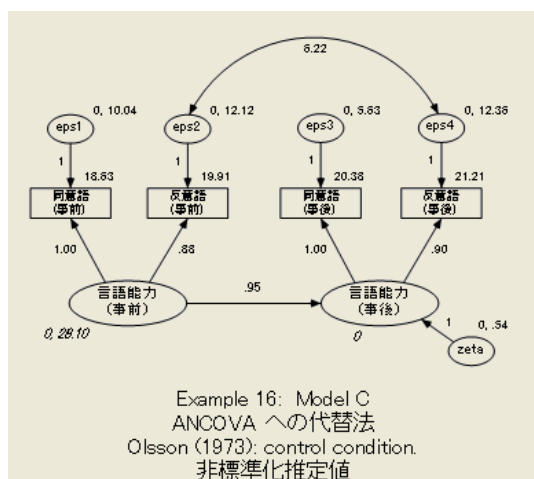 6.22
0, 10.04
0, 12.12
0, 5.63
0, 12.36
eps1
eps2
eps3
eps4
1
18.63
1
19.91
1
20.38
1
21.21
同意語
(事前)
反意語
(事前)
同意語
(事後)
反意語
(事後)
1.00
.88
1.00
.90
言語能力
(事前)
.95
言語能力
(事後)
0, 28.10
0
1
0, .54
zeta
Example 16: Model C
ANCOVA への代替法
Olsson (1973): control condition.
非標準化推定値